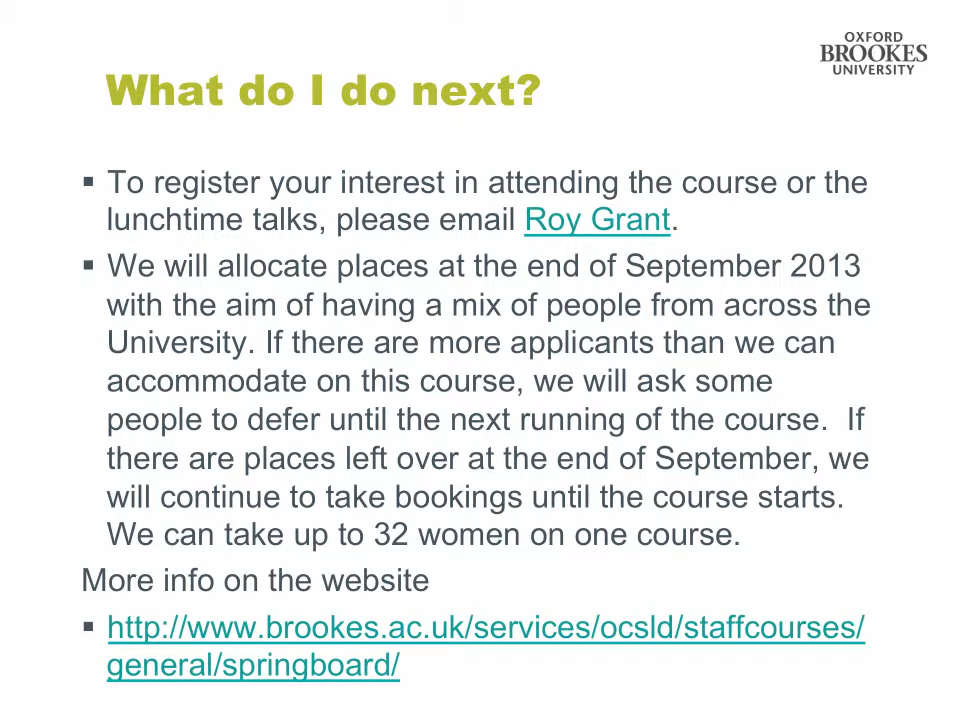 OXFORD
BROOKES
UNIVERSITY
What do I do next?
▪ To register your interest in attending the course or the
lunchtime talks, please email Roy Grant.
▪ We will allocate places at the end of September 2013
with the aim of having a mix of people from across the
University. If there are more applicants than we can
accommodate on this course, we will ask some
people to defer until the next running of the course.  If
there are places left over at the end of September, we
will continue to take bookings until the course starts.
We can take up to 32 women on one course.
More info on the website
▪ http://www.brookes.ac.uk/services/ocsld/staffcourses/
general/springboard/